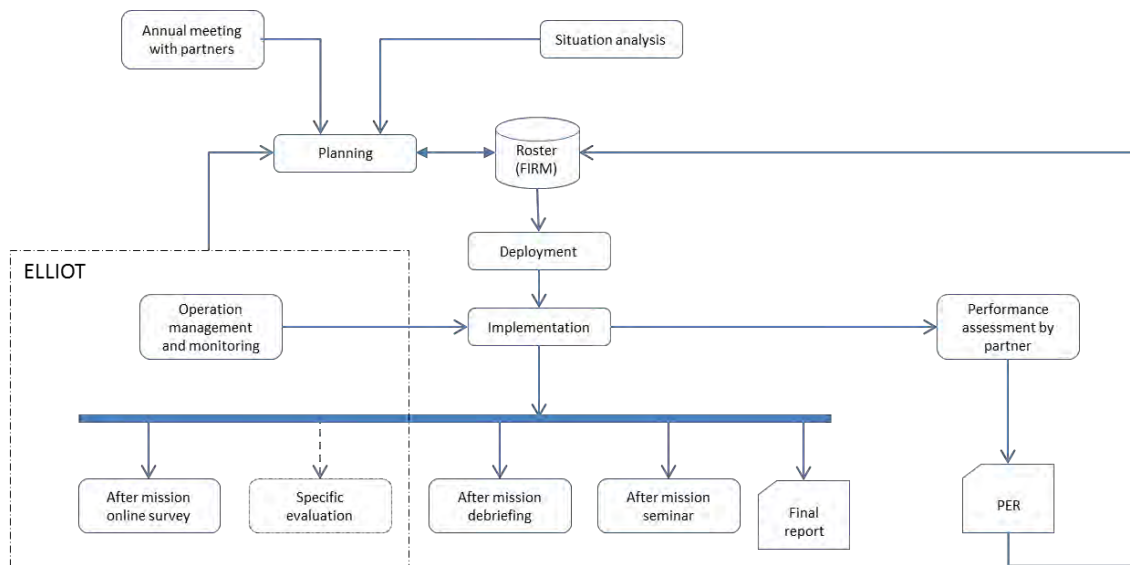 Annual meeting
with partners
Situation analysis
Planning
Roster
(FIRM)
Deployment
ELLIOT
Operation
management
and monitoring
Implementation
Performance
assessment by
partner
After mission
online survey
Specific
evaluation
After mission
debriefing
After mission
seminar
Final
report
PER